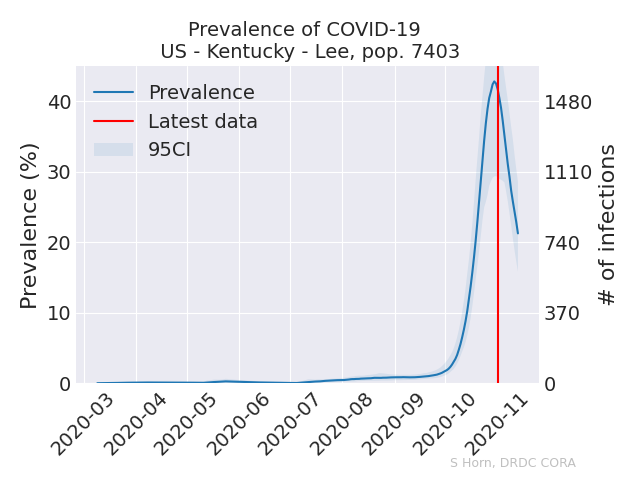 Prevalence of COVID-19
US - Kentucky - Lee, pop. 7403
Prevalence
Latest data
95CI
Prevalence (%)
40
30
20
10
0
# of infections
1480
1110
740
370
0
2020-03
2020-04
2020-05
2020-06
2020-07
2020-08
2020-09
2020-10
2020-11
S Horn, DRDC CORA